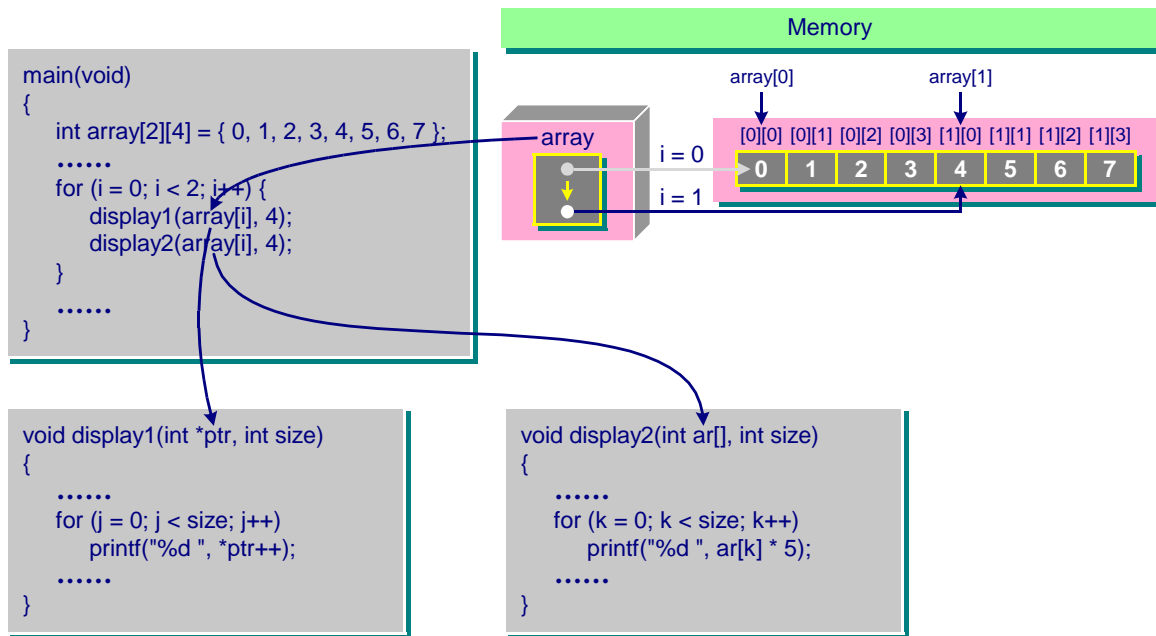 Memory
main(void)
{
int array[2][4] = { 0, 1, 2, 3, 4, 5, 6, 7 };
......
for (i = 0; i < 2; i++) {
display1(array[i], 4);
display2(array[i], 4);
}
......
}
array[0] array[1]
array
[0][0] [0][1] [0][2] [0][3] [1][0] [1][1] [1][2] [1][3]
i = 0
0 1 2 3 4 5 6 7
i = 1
void display1(int *ptr, int size)
{
......
for (j = 0; j < size; j++)
printf("%d ", *ptr++);
......
}
void display2(int ar[], int size)
{
......
for (k = 0; k < size; k++)
printf("%d ", ar[k] * 5);
......
}